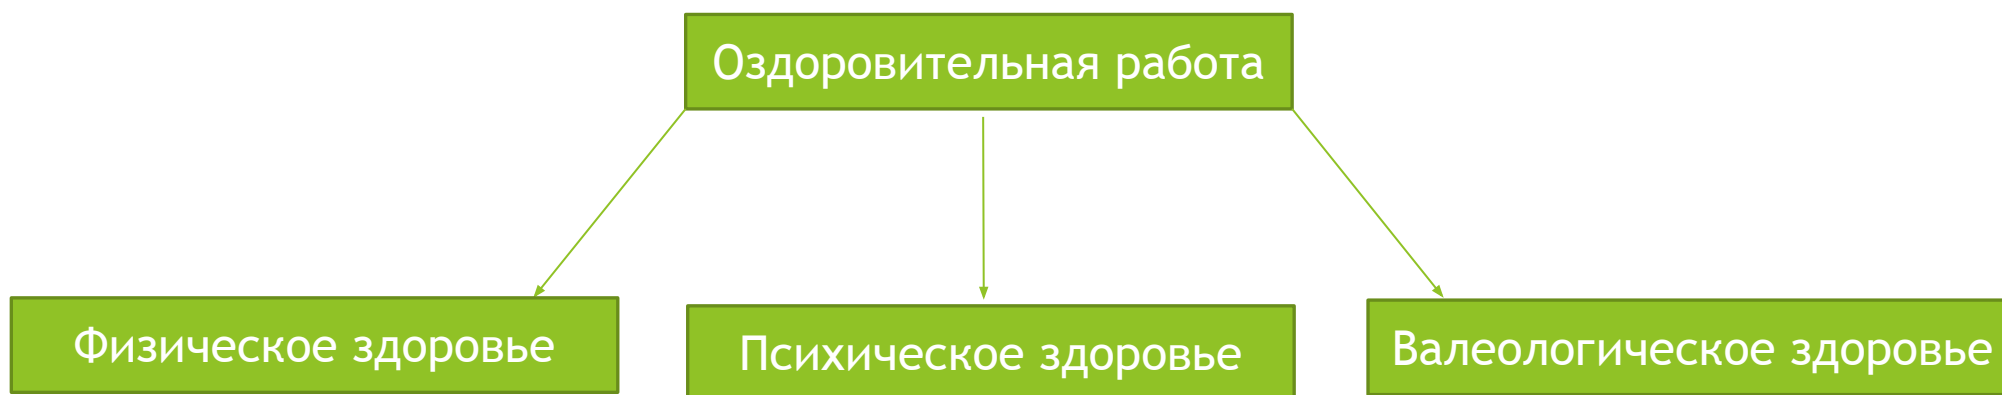 Оздоровительная работа
Физическое здоровье
Психическое здоровье
Валеологическое здоровье